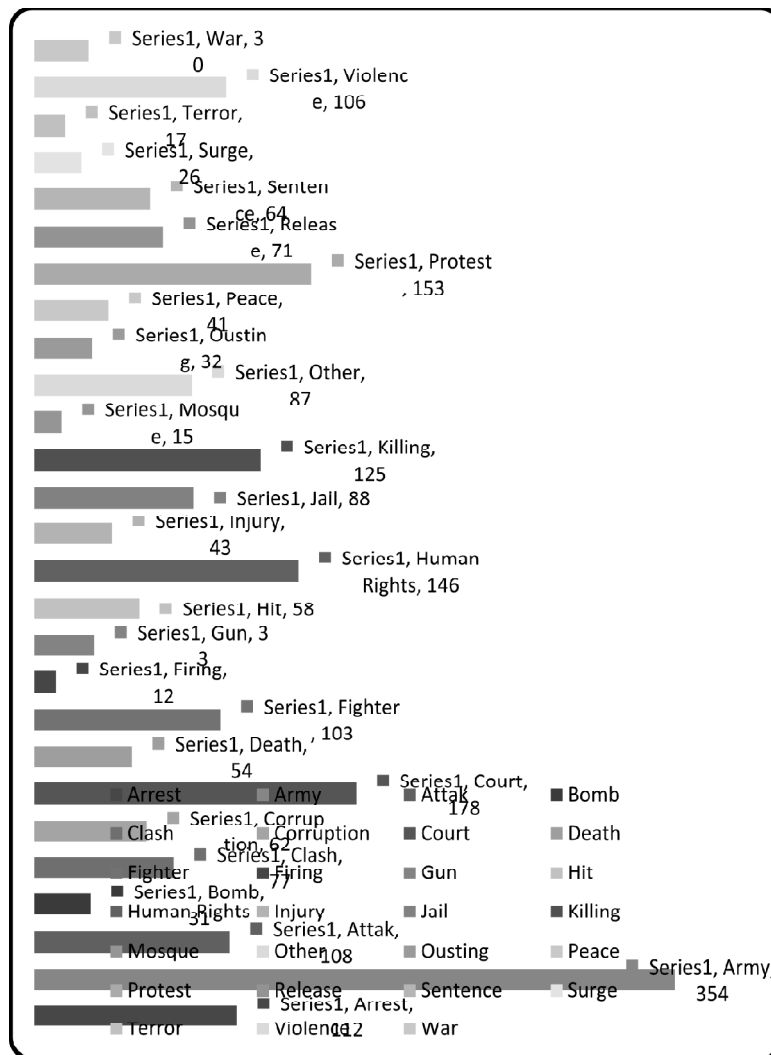 Series1, War, 3
0
Series1, Violenc
e, 106
Series1, Terror,
17
Series1, Surge,
26
Series1, Senten
ce, 64
Series1, Releas
e, 71
Series1, Protest
, 153
Series1, Peace,
41
Series1, Oustin
g, 32
Series1, Other,
87
Series1, Mosqu
e, 15
Series1, Killing,
125
Series1, Jail, 88
Series1, Injury,
43
Series1, Human
Rights, 146
Series1, Hit, 58
Series1, Gun, 3
3
Series1, Firing,
12
Series1, Fighter
, 103
Series1, Death,
54
Series1, Court,
178
Series1, Corrup
tion, 62
Series1, Clash,
77
Series1, Bomb,
31
Series1, Attak,
108
Series1, Army,
354
Series1, Arrest,
112
Arrest Army Attak Bomb
Clash Corruption Court Death
Fighter Firing Gun Hit
Human Rights Injury Jail Killing
Mosque Other Ousting Peace
Protest Release Sentence Surge
Terror Violence War